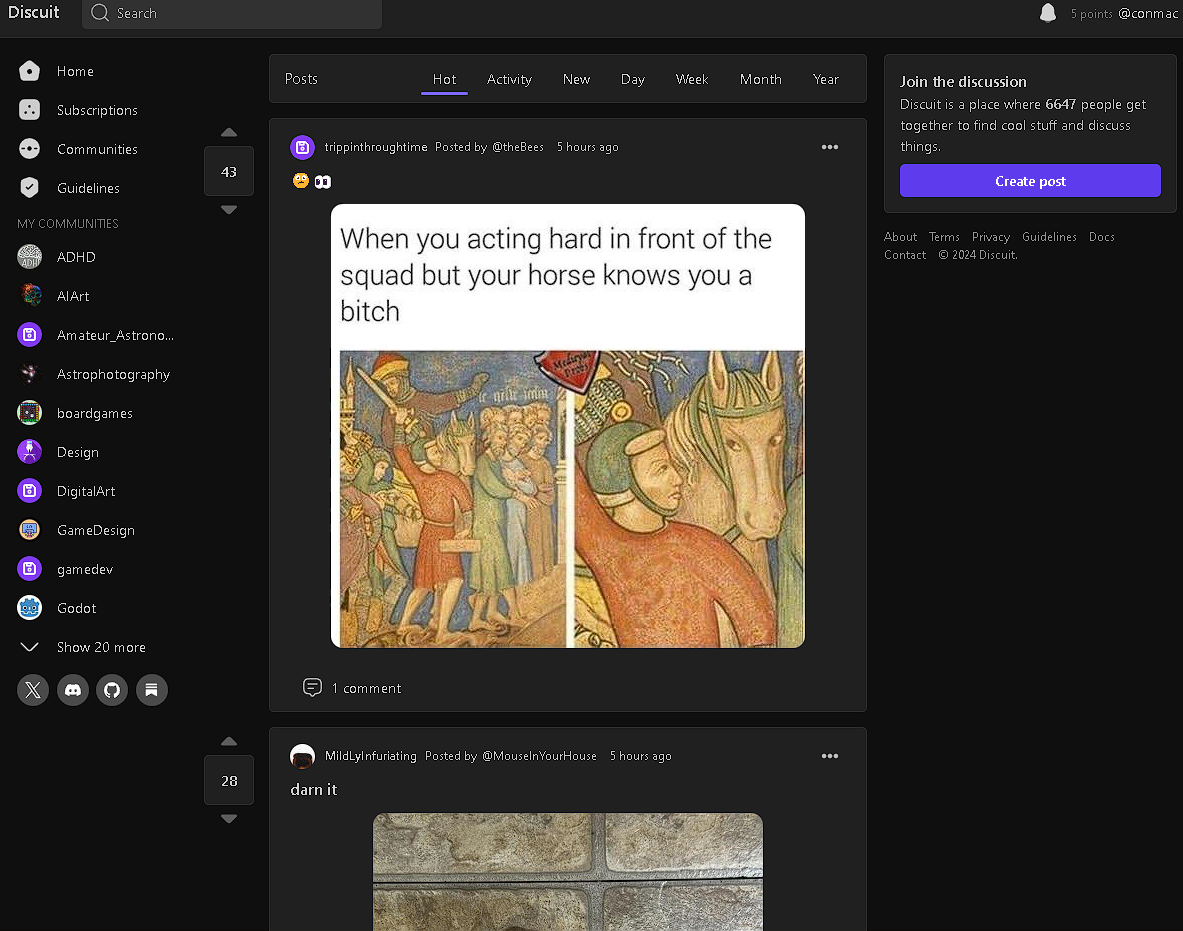 Discuit
Search
5 points @conmac
Home
Subscriptions
Communities
Guidelines
MY COMMUNITIES
ADHD
AIArt
Amateur_Astrono...
Astrophotography
boardgames
Design
DigitalArt
GameDesign
gamedev
Godot
Show 20 more
Posts
Hot Activity New Day Week Month Year
43
trippinthroughtime Posted by @theBees 5 hours ago
When you acting hard in front of the
squad but your horse knows you a
bitch
1 comment
28
MildLyInfuriating Posted by @MouseInYourHouse 5 hours ago
darn it
Join the discussion
Discuit is a place where 6647 people get
together to find cool stuff and discuss
things.
Create post
About Terms Privacy Guidelines Docs
Contact © 2024 Discuit.